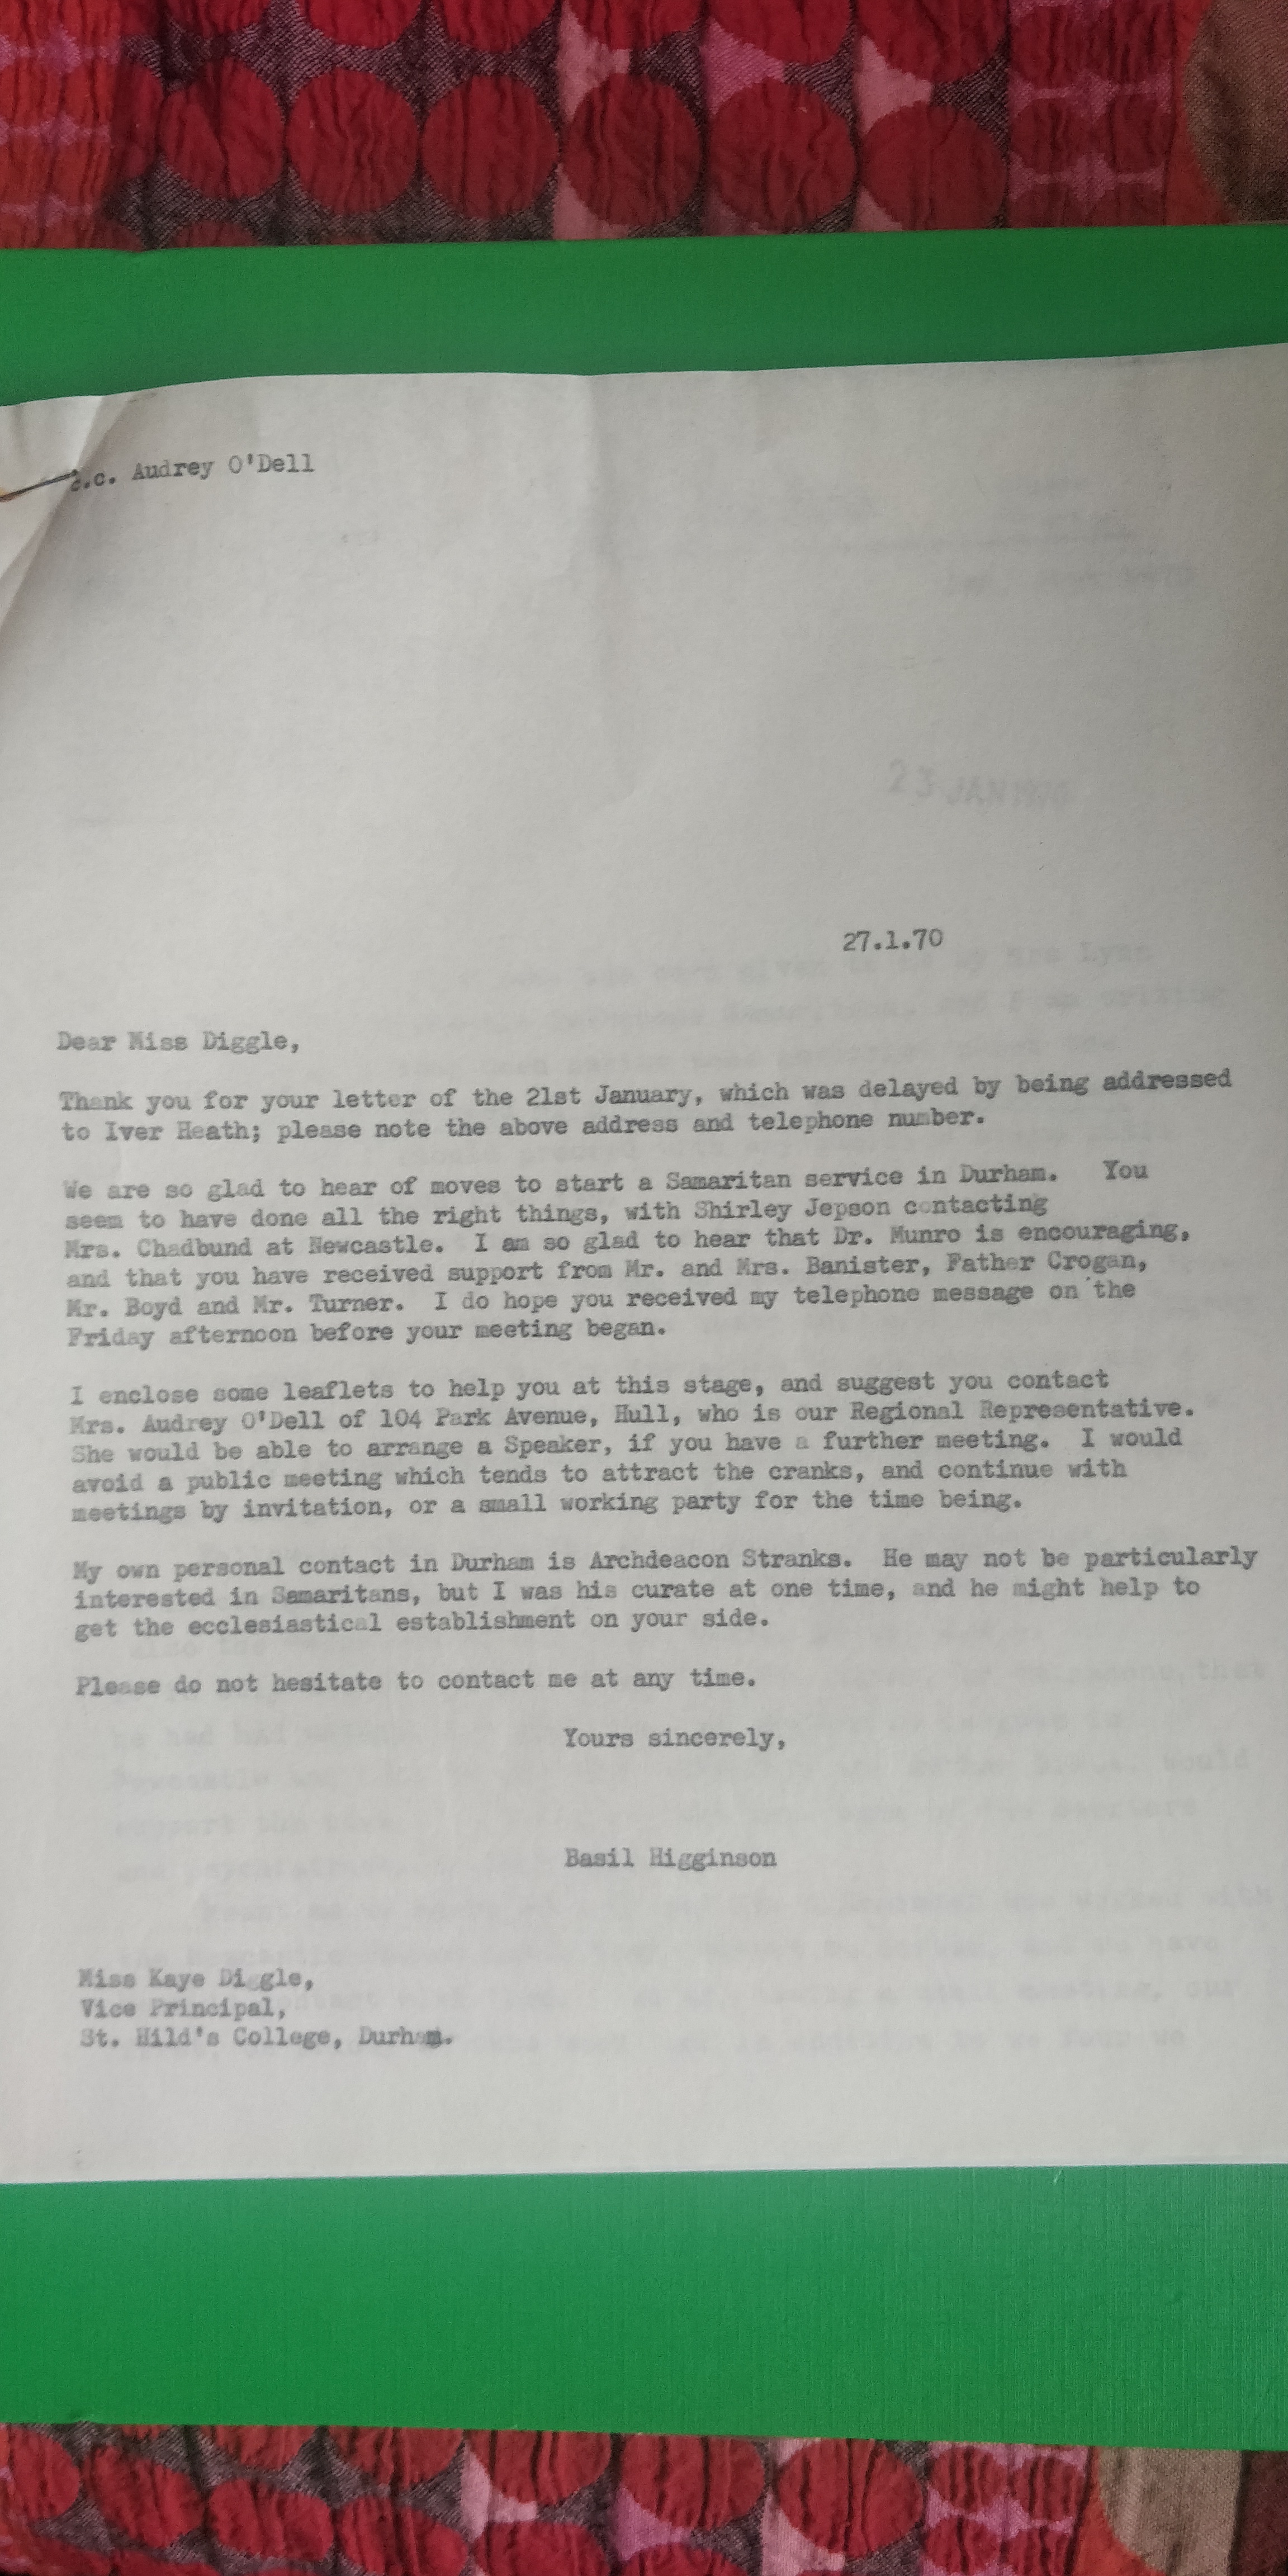 c.c. Audrey O'Dell
23 JAN 1970
27.1.70
Dear Miss Diggle,
Thank you for your letter of the 21st January, which was delayed by being addressed
to Iver Heath; please note the above address and telephone number.
We are so glad to hear of moves to start a Samaritan service in Durham. You
seem to have done all the right things, with Shirley Jepson contacting
Mrs. Chadbund at Newcastle. I am so glad to hear that Dr. Munro is encouraging,
and that you have received support from Mr. and Mrs. Banister, Father Crogan,
Mr. Boyd and Mr. Turner. I do hope you received my telephone message on the
Friday afternoon before your meeting began.
I enclose some leaflets to help you at this stage, and suggest you contact
Mrs. Audrey O'Dell of 104 Park Avenue, Hull, who is our Regional Representative.
She would be able to arrange a Speaker, if you have a further meeting. I would
avoid a public meeting which tends to attract the cranks, and continue with
meetings by invitation, or a small working party for the time being.
My own personal contact in Durham is Archdeacon Stranks. He may not be particularly
interested in Samaritans, but I was his curate at one time, and he might help to
get the ecclesiastical establishment on your side.
Please do not hesitate to contact me at any time.
Yours sincerely,
Basil Higginson
Miss Kaye Diggle,
Vice Principal,
St. Hild's College, Durham.